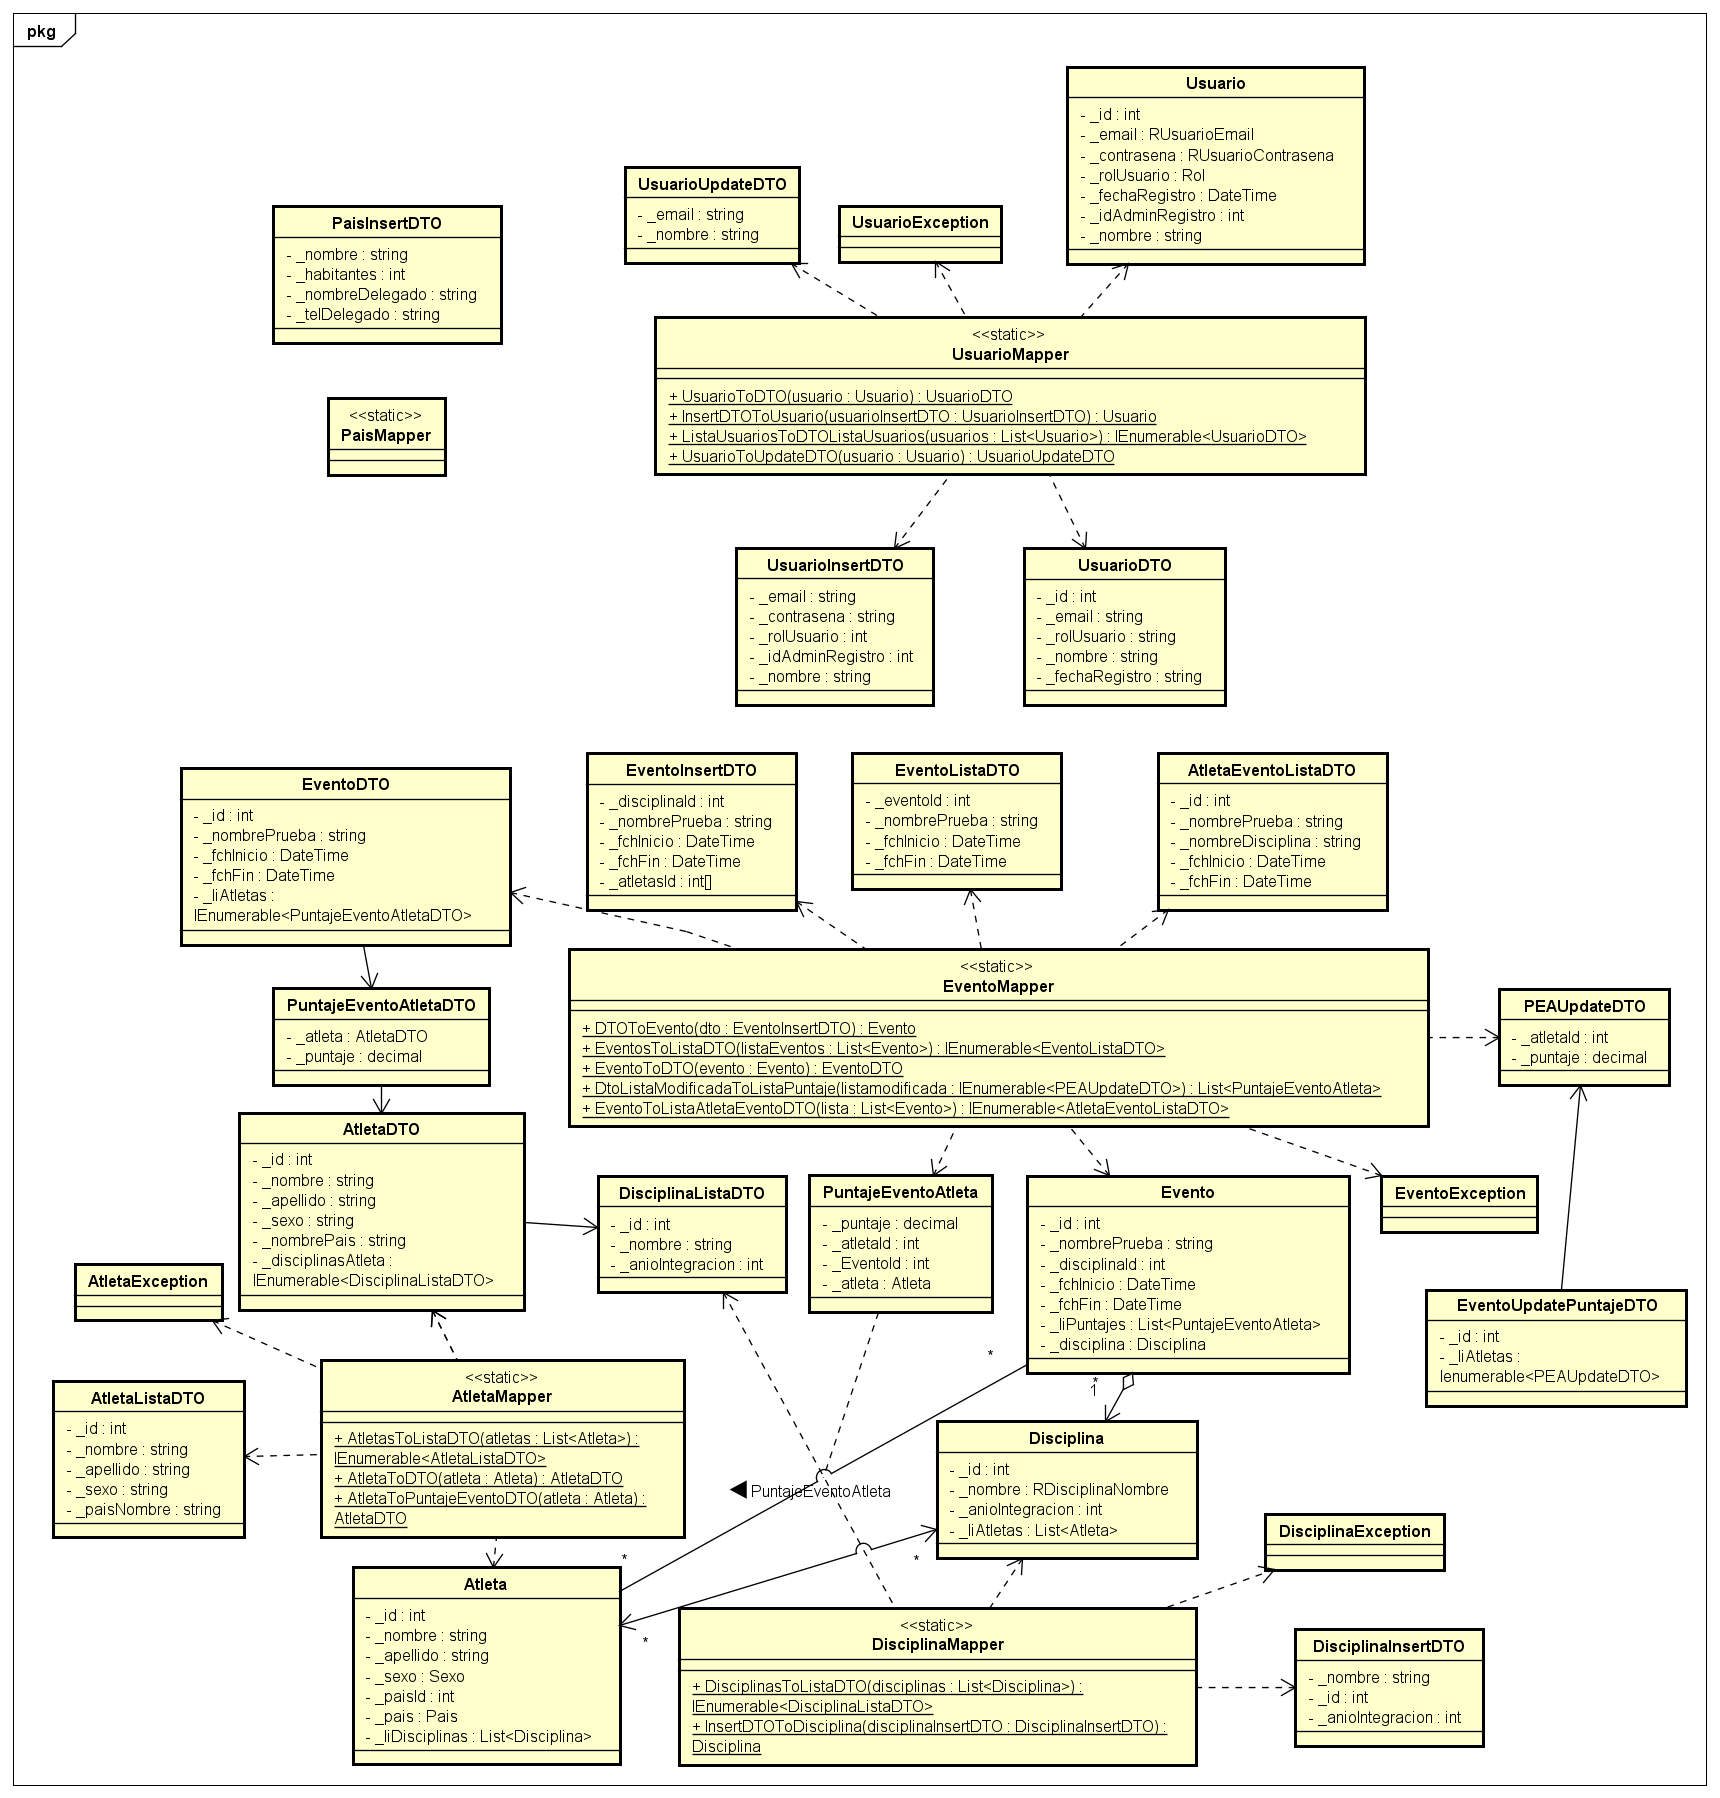 pkg
Usuario
- _id : int
- _email : RUsuarioEmail
- _contrasena : RUsuarioContrasena
- _rolUsuario : Rol
- _fechaRegistro : DateTime
- _idAdminRegistro : int
- _nombre : string
UsuarioUpdateDTO
- _email : string
- _nombre : string
UsuarioException
PaisInsertDTO
- _nombre : string
- _habitantes : int
- _nombreDelegado : string
- _telDelegado : string
<<static>>
PaisMapper
<<static>>
UsuarioMapper
+ UsuarioToDTO(usuario : Usuario) : UsuarioDTO
+ InsertDTOToUsuario(usuarioInsertDTO : UsuarioInsertDTO) : Usuario
+ ListaUsuariosToDTOListaUsuarios(usuarios : List<Usuario>) : IEnumerable<UsuarioDTO>
+ UsuarioToUpdateDTO(usuario : Usuario) : UsuarioUpdateDTO
UsuarioInsertDTO
- _email : string
- _contrasena : string
- _rolUsuario : int
- _idAdminRegistro : int
- _nombre : string
UsuarioDTO
- _id : int
- _email : string
- _rolUsuario : string
- _nombre : string
- _fechaRegistro : string
EventoDTO
- _id : int
- _nombrePrueba : string
- _fchInicio : DateTime
- _fchFin : DateTime
- _liAtletas :
IEnumerable<PuntajeEventoAtletaDTO>
EventoInsertDTO
- _disciplinaId : int
- _nombrePrueba : string
- _fchInicio : DateTime
- _fchFin : DateTime
- _atletasId : int[]
EventoListaDTO
- _eventoId : int
- _nombrePrueba : string
- _fchInicio : DateTime
- _fchFin : DateTime
AtletaEventoListaDTO
- _id : int
- _nombrePrueba : string
- _nombreDisciplina : string
- _fchInicio : DateTime
- _fchFin : DateTime
<<static>>
EventoMapper
+ DTOToEvento(dto : EventoInsertDTO) : Evento
+ EventosToListaDTO(listaEventos : List<Evento>) : IEnumerable<EventoListaDTO>
+ EventoToDTO(evento : Evento) : EventoDTO
+ DtoListaModificadaToListaPuntaje(listamodificada : IEnumerable<PEAUpdateDTO>) : List<PuntajeEventoAtleta>
+ EventoToListaAtletaEventoDTO(lista : List<Evento>) : IEnumerable<AtletaEventoListaDTO>
PEAUpdateDTO
- _atletaId : int
- _puntaje : decimal
PuntajeEventoAtletaDTO
- _atleta : AtletaDTO
- _puntaje : decimal
AtletaDTO
- _id : int
- _nombre : string
- _apellido : string
- _sexo : string
- _nombrePais : string
- _disciplinasAtleta :
IEnumerable<DisciplinaListaDTO>
DisciplinaListaDTO
- _id : int
- _nombre : string
- _anioIntegracion : int
PuntajeEventoAtleta
- _puntaje : decimal
- _atletaId : int
- _EventoId : int
- _atleta : Atleta
Evento
- _id : int
- _nombrePrueba : string
- _disciplinaId : int
- _fchInicio : DateTime
- _fchFin : DateTime
- _liPuntajes : List<PuntajeEventoAtleta>
- _disciplina : Disciplina
EventoException
AtletaException
EventoUpdatePuntajeDTO
- _id : int
- _liAtletas :
Ienumerable<PEAUpdateDTO>
*
*
1
AtletaListaDTO
- _id : int
- _nombre : string
- _apellido : string
- _sexo : string
- _paisNombre : string
<<static>>
AtletaMapper
+ AtletasToListaDTO(atletas : List<Atleta>) :
IEnumerable<AtletaListaDTO>
+ AtletaToDTO(atleta : Atleta) : AtletaDTO
+ AtletaToPuntajeEventoDTO(atleta : Atleta) :
AtletaDTO
PuntajeEventoAtleta
Disciplina
- _id : int
- _nombre : RDisciplinaNombre
- _anioIntegracion : int
- _liAtletas : List<Atleta>
DisciplinaException
*
*
*
Atleta
- _id : int
- _nombre : string
- _apellido : string
- _sexo : Sexo
- _paisId : int
- _pais : Pais
- _liDisciplinas : List<Disciplina>
<<static>>
DisciplinaMapper
+ DisciplinasToListaDTO(disciplinas : List<Disciplina>) :
IEnumerable<DisciplinaListaDTO>
+ InsertDTOToDisciplina(disciplinaInsertDTO : DisciplinaInsertDTO) :
Disciplina
DisciplinaInsertDTO
- _nombre : string
- _id : int
- _anioIntegracion : int